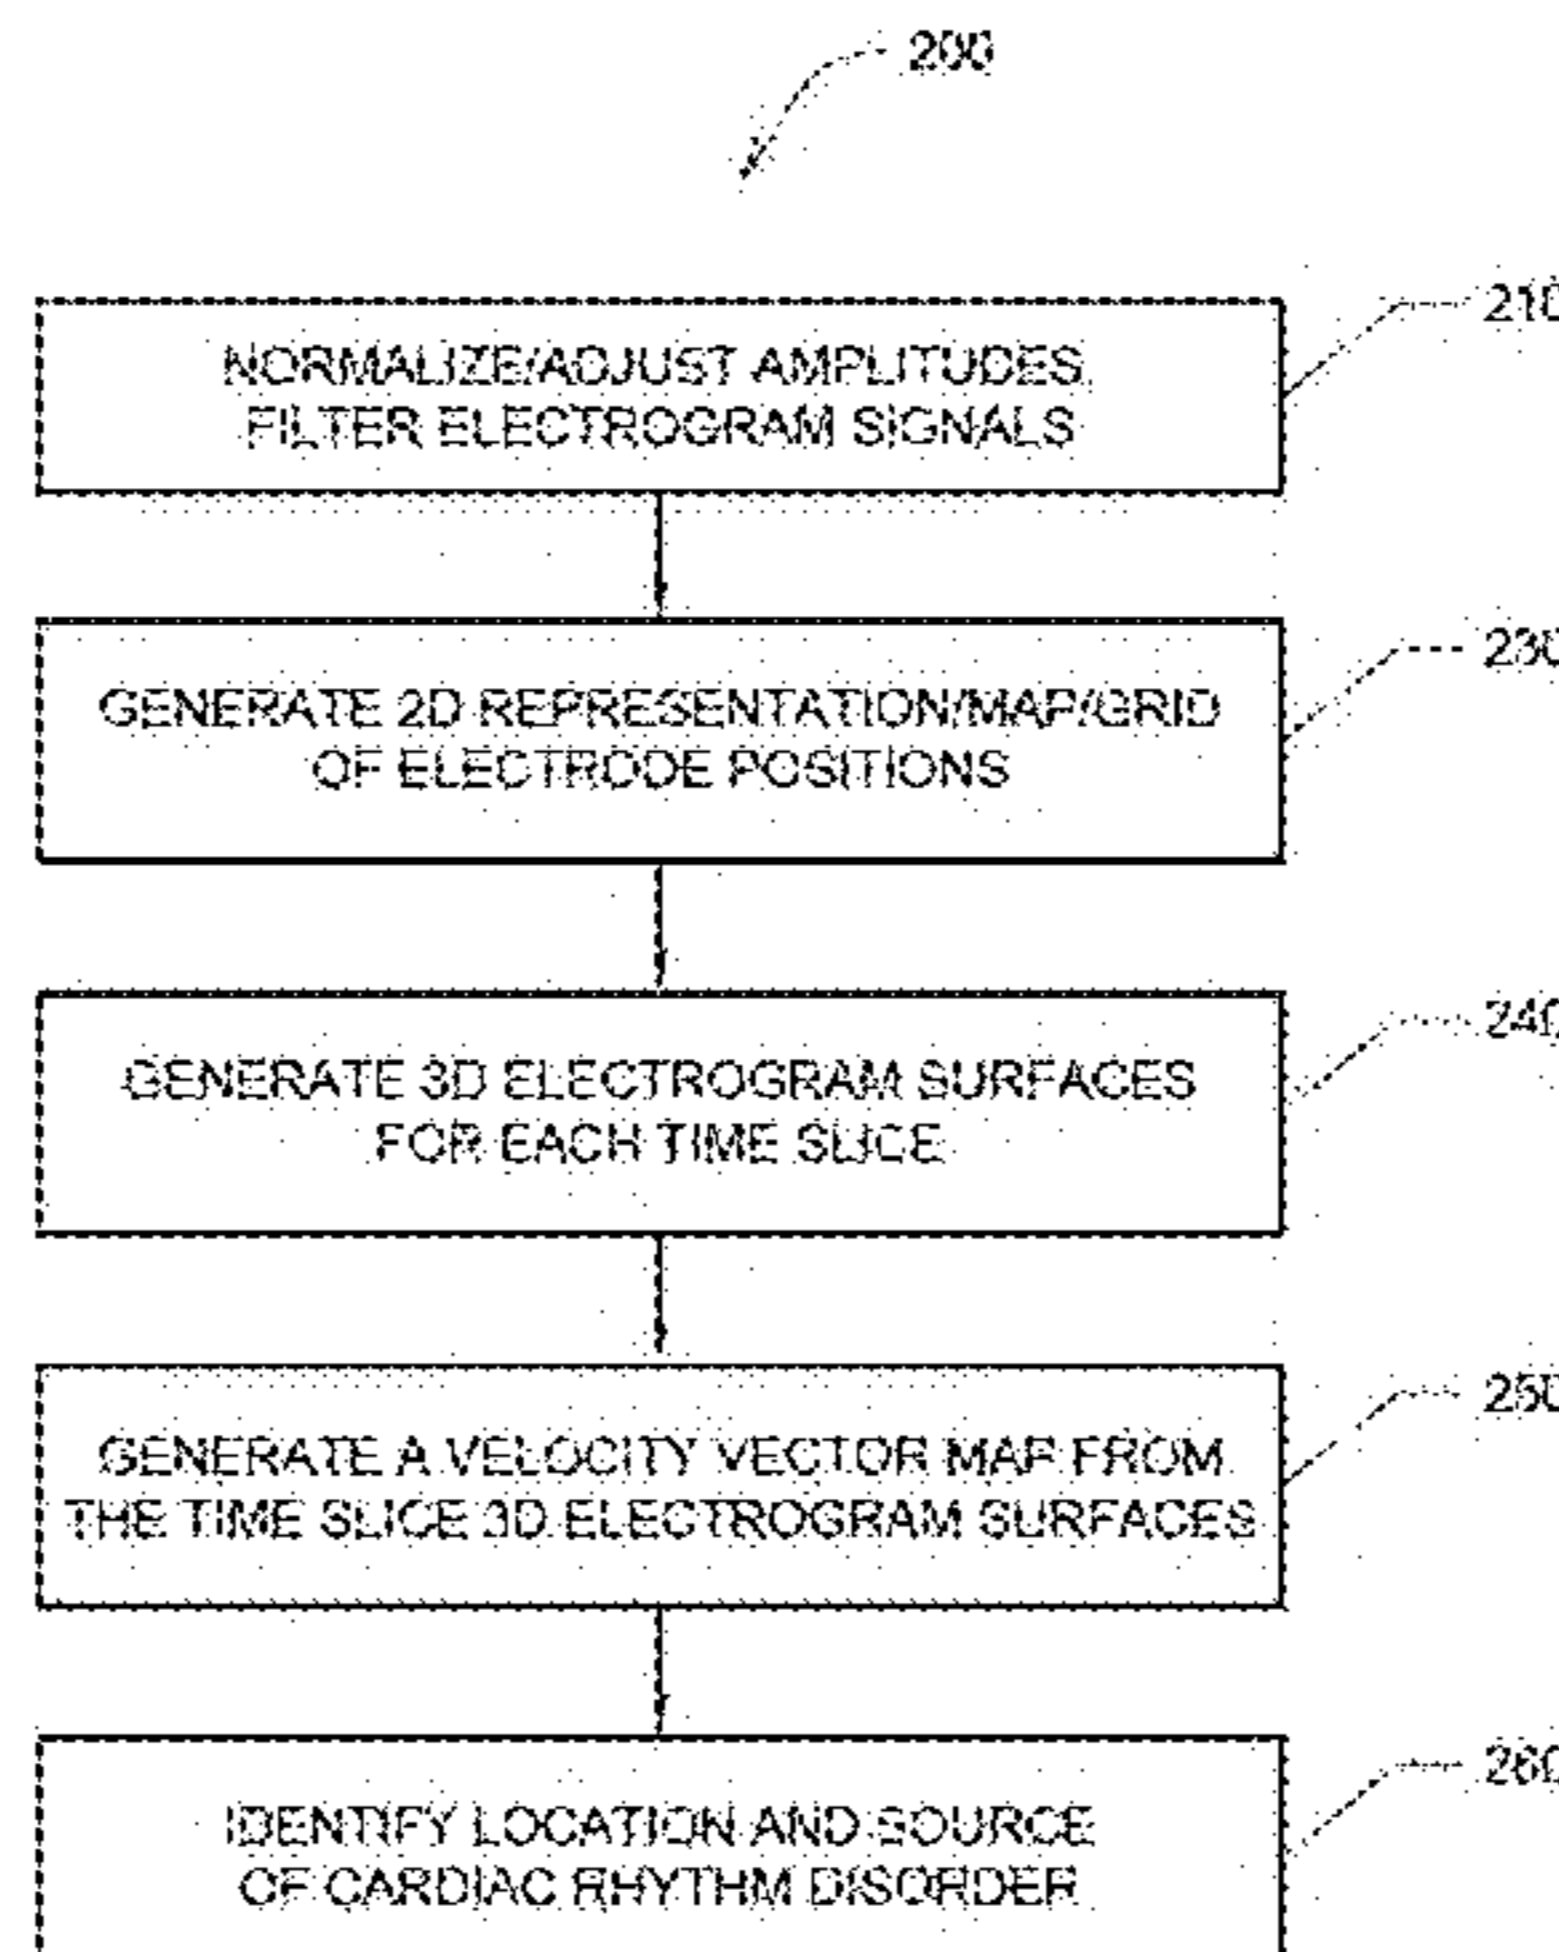 200
210
NORMALIZE/ADJUST AMPLITUDES,
FILTER ELECTROGRAM SIGNALS
230
GENERATE 2D REPRESENTATION/MAP/GRID
OF ELECTRODE POSITIONS
240
GENERATE 3D ELECTROGRAM SURFACES
FOR EACH TIME SLICE
250
GENERATE A VELOCITY VECTOR MAP FROM
THE TIME SLICE 3D ELECTROGRAM SURFACES
260
IDENTIFY LOCATION AND SOURCE
OF CARDIAC RHYTHM DISORDER